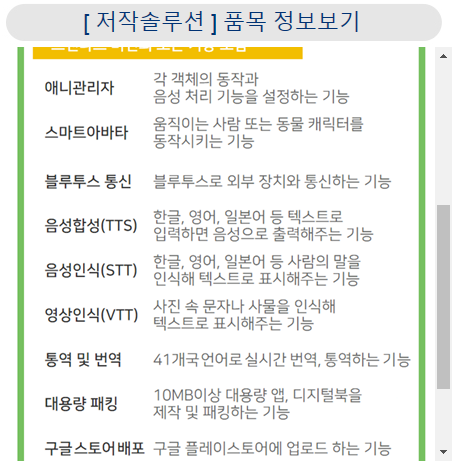 [ 저작솔루션 ] 품목 정보보기
애니관리자 각 객체의 동작과
음성 처리 기능을 설정하는 기능
스마트아바타 움직이는 사람 또는 동물 캐릭터를
동작시키는 기능
블루투스 통신 블루투스로 외부 장치와 통신하는 기능
음성합성(TTS) 한글, 영어, 일본어 등 텍스트로
입력하면 음성으로 출력해주는 기능
음성인식(STT) 한글, 영어, 일본어 등 사람의 말을
인식해 텍스트로 표시해주는 기능
영상인식(VTT) 사진 속 문자나 사물을 인식해
텍스트로 표시해주는 기능
통역 및 번역 41개국 언어로 실시간 번역, 통역하는 기능
대용량 패킹 10MB이상 대용량 앱, 디지털북을
제작 및 패킹하는 기능
구글스토어배포 구글 플레이스토어에 업로드 하는 기능